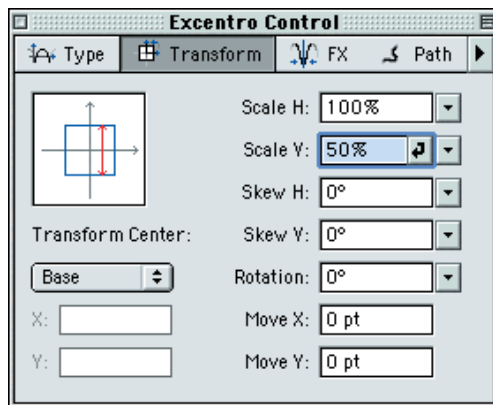 Excentro Control
Type Transform FX Path
Scale H: 100%
Scale V: 50%
Skew H: 0°
Transform Center: Skew V: 0°
Base Rotation: 0°
X: Move X: 0 pt
Y: Move Y: 0 pt